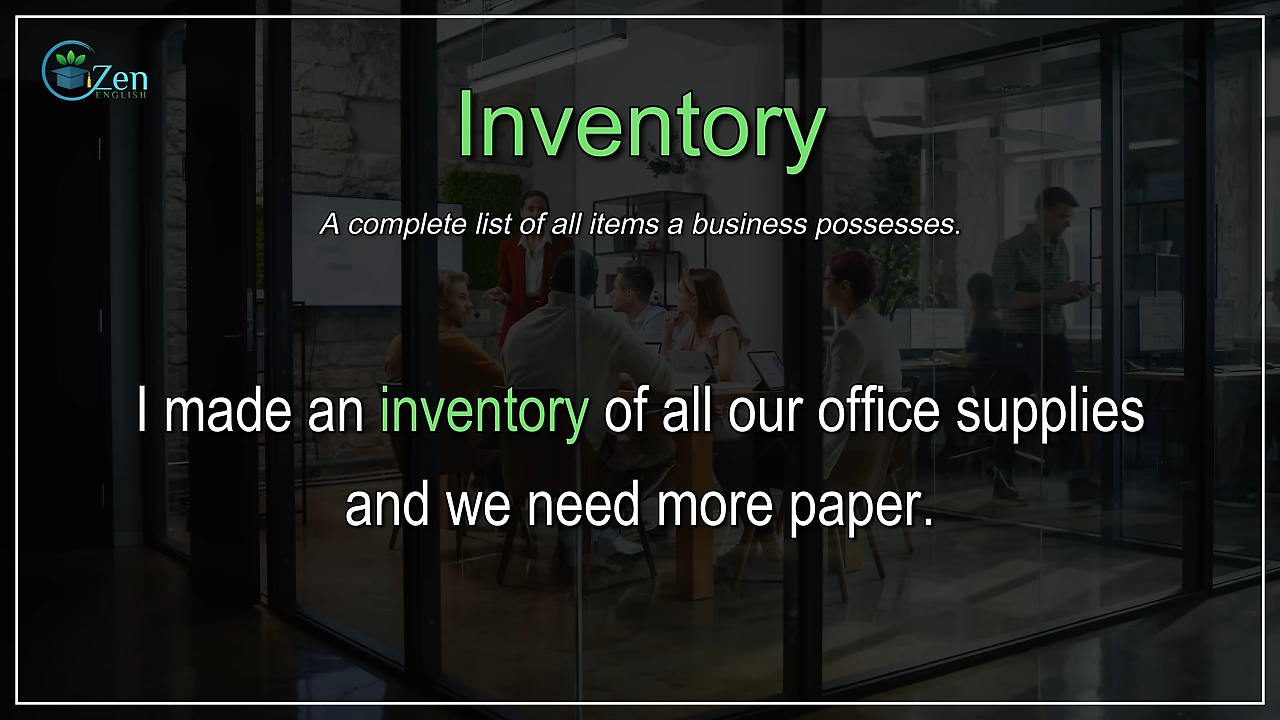 Zen
ENGLISH
Inventory
A complete list of all items a business possesses.
I made an inventory of all our office supplies
and we need more paper.